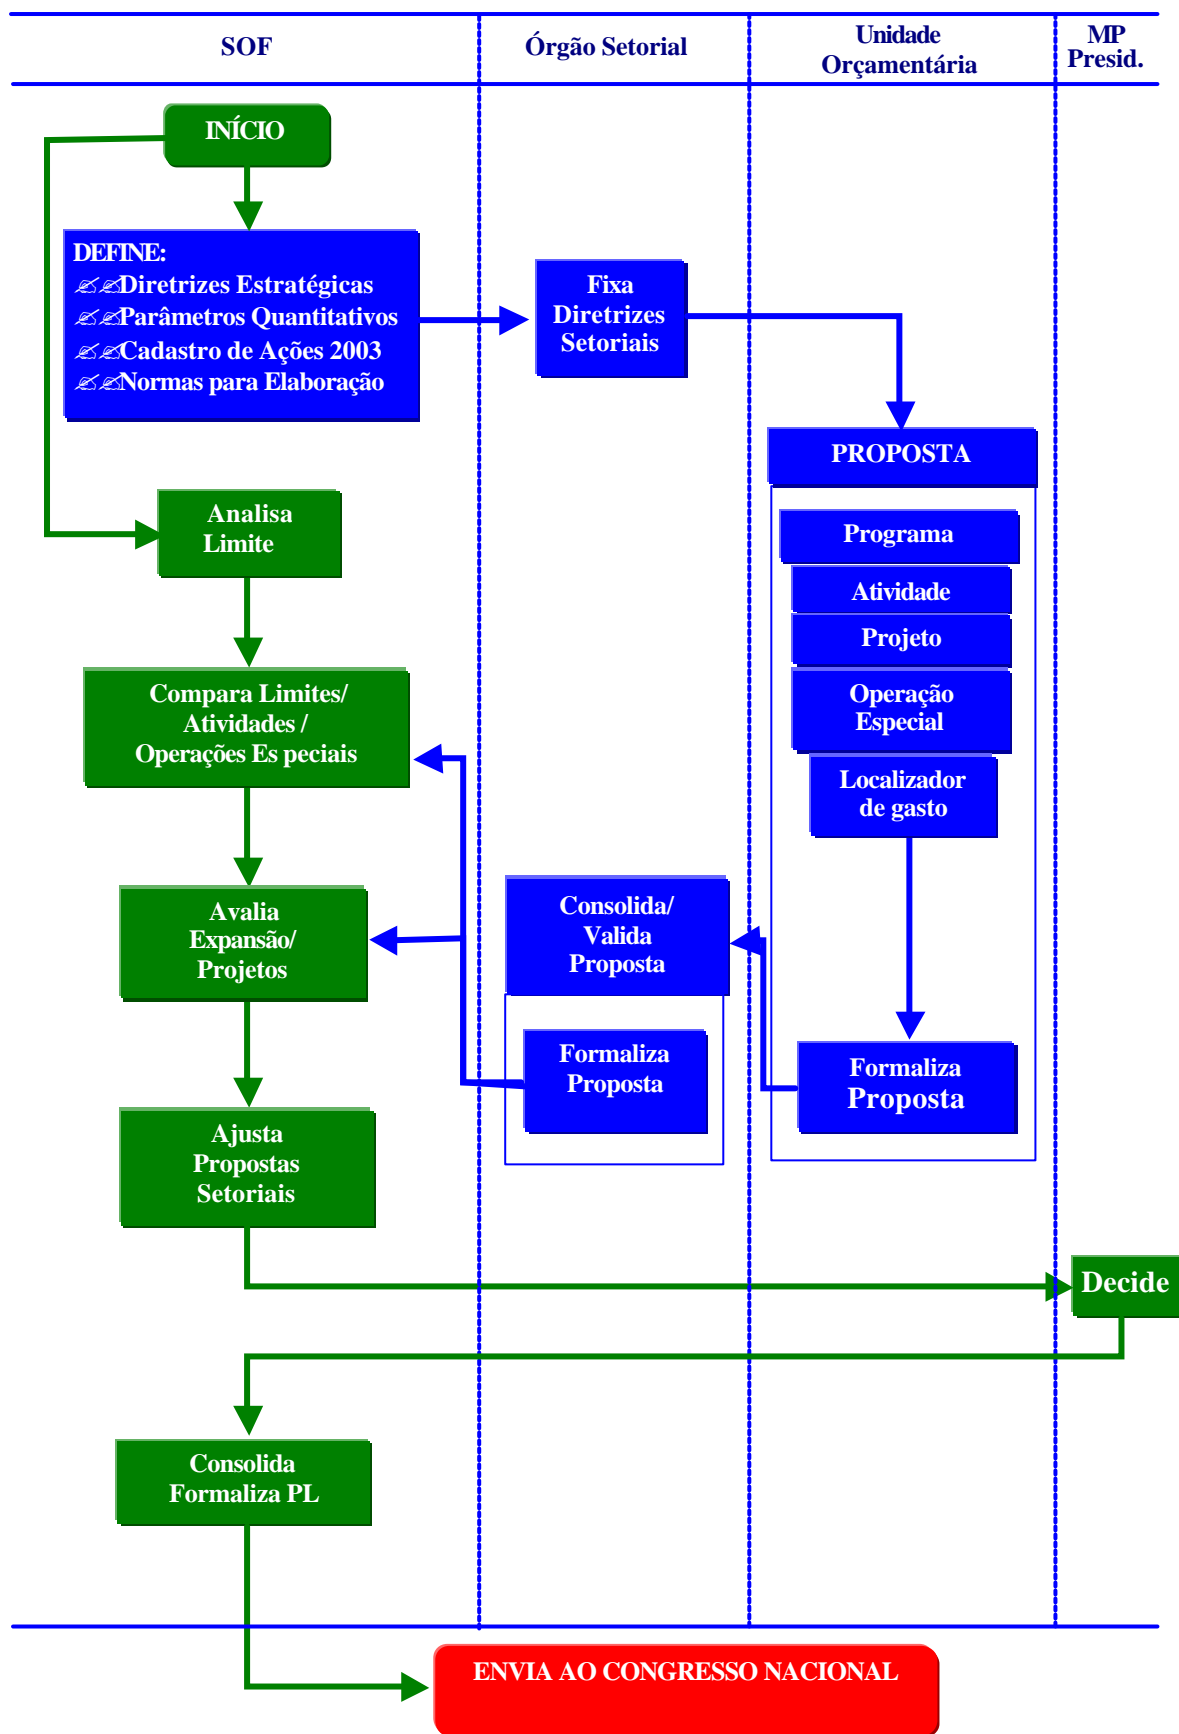 SOF
Órgão Setorial
Unidade
Orçamentária
MP
Presid.
INÍCIO
DEFINE:
Diretrizes Estratégicas
Parâmetros Quantitativos
Cadastro de Ações 2003
Normas para Elaboração
Fixa
Diretrizes
Setoriais
PROPOSTA
Programa
Atividade
Projeto
Operação
Especial
Localizador
de gasto
Analisa
Limite
Compara Limites/
Atividades /
Operações Es peciais
Avalia
Expansão/
Projetos
Consolida/
Valida
Proposta
Formaliza
Proposta
Formaliza
Proposta
Ajusta
Propostas
Setoriais
Decide
Consolida
Formaliza PL
ENVIA AO CONGRESSO NACIONAL